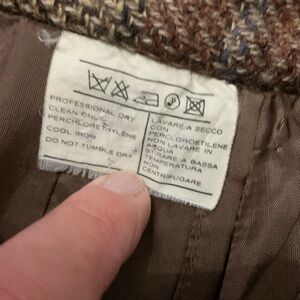 PROFESSIONAL DRY
CLEAN ONLY
PERCHLORETHYLENE
COOL IRON
DO NOT TUMBLE DRY
LAVARE A SECCO
CON
PERCLOROETILENE
NON LAVARE IN
ACQUA
STIRARE A BASSA
TEMPERATURA
NON
CENTRIFUGARE